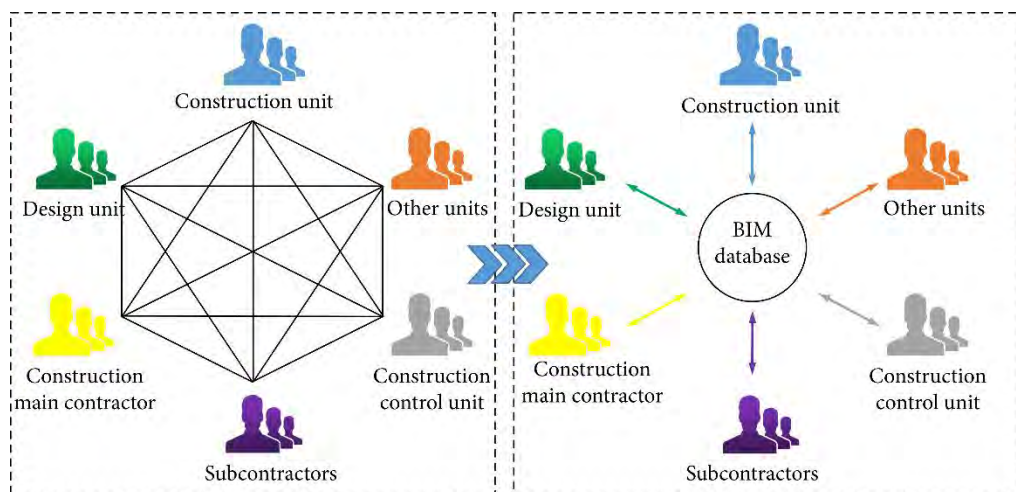 Construction unit
Design unit
Other units
Construction
main contractor
Construction
control unit
Subcontractors
Construction unit
Design unit
Other units
BIM
database
Construction
main contractor
Construction
control unit
Subcontractors